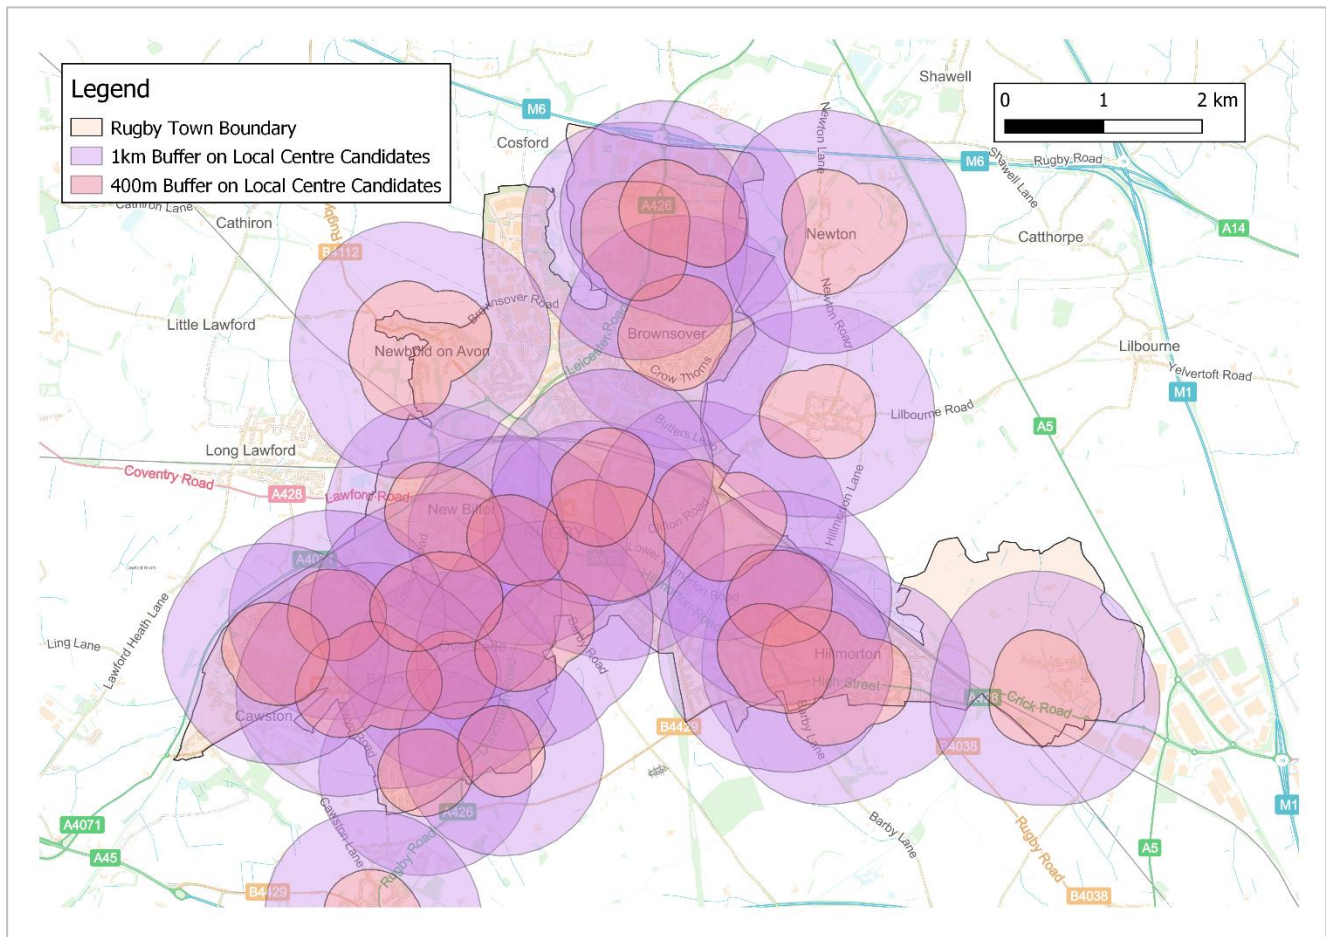 Legend
Rugby Town Boundary
1km Buffer on Local Centre Candidates
400m Buffer on Local Centre Candidates
0 1 2 km
Shawell
M6
Cosford
Newton Lane
Shawell Lane
M6
Rugby Road
Cathiron Lane
Cathiron
A426
A14
Newton
Catthorpe
B4112
Newton Road
Brownsover Road
Little Lawford
Leicester Road
Brownsover
Newbold on Avon
Lilbourne
Crow Thorns
Yelvertoft Road
M1
Lilbourne Road
A5
Butlers Leap
Long Lawford
Coventry Road
A428
Lawford Road
New Bilton
Clifton Road
Hillmorton Lane
Lawford Heath Lane
Ling Lane
Barby Road
Hillmorton
High Street
Crick Road
Cawston
B4429
B4038
Barby Lane
A426
Cawston Lane
M1
A4071
Barby Lane
A45
Rugby Road
Rugby Road
A5
B4429
B4038